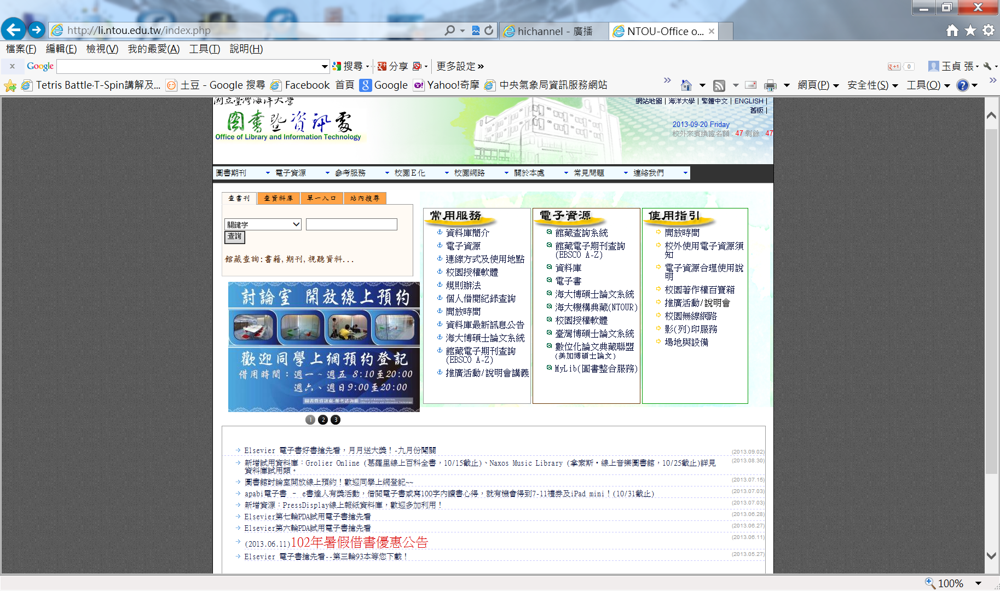 http://li.ntou.edu.tw/index.php
hichannel - 廣播
NTOU-Office o...
檔案(F) 編輯(E) 檢視(V) 我的最愛(A) 工具(T) 說明(H)
x Google 搜尋 分享 更多設定 » +1 0 玉貞 張
Tetris Battle-T-Spin講解及... 土豆 - Google 搜尋 Facebook 首頁 Google Yahoo!奇摩 中央氣象局資訊服務網站 » 網頁(P) 安全性(S) 工具(O) »
國立臺灣海洋大學
圖書暨資訊處
Office of Library and Information Technology
網站地圖 | 海洋大學 | 繁體中文 | ENGLISH |
舊版 |
2013-09-20 Friday
校外來賓換證名額 : 47 剩餘 : 47
圖書期刊 電子資源 參考服務 校園E化 校園網路 關於本處 常見問題 連絡我們
查書刊 查資料庫 單一入口 站內搜尋
關鍵字
查詢
館藏查詢:書籍,期刊,視聽資料...
討論室 開放線上預約
歡迎同學上網預約登記
借用時間：週一~週五 8:10至20:00
週六、週日9:00至20:00
圖書暨資訊處-參考諮詢組
1 2 3
常用服務
資料庫簡介
電子資源
連線方式及使用地點
校園授權軟體
規則辦法
個人借閱紀錄查詢
開放時間
資料庫最新訊息公告
海大博碩士論文系統
館藏電子期刊查詢
(EBSCO A-Z)
推廣活動/說明會講義
電子資源
館藏查詢系統
館藏電子期刊查詢
(EBSCO A-Z)
資料庫
電子書
海大博碩士論文系統
海大機構典藏(NTOUR)
校園授權軟體
臺灣博碩士論文系統
數位化論文典藏聯盟
(美加博碩士論文)
MyLib(圖書整合服務)
使用指引
開放時間
校外使用電子資源須
知
電子資源合理使用說
明
校園著作權百寶箱
推廣活動/說明會
校園無線網路
影(列)印服務
場地與設備
Elsevier 電子書好書搶先看，月月送大獎！-九月份闖關 (2013.09.02)
新增試用資料庫：Grolier Online (葛羅里線上百科全書，10/15截止)、Naxos Music Library (拿索斯‧線上音樂圖書館，10/25截止)詳見 (2013.08.30)
資料庫試用類。
圖書館討論室開放線上預約！歡迎同學上網登記~~ (2013.07.15)
apabi電子書 – e書達人有獎活動，借閱電子書或寫100字內讀書心得，就有機會得到7-11禮券及iPad mini！(10/31截止) (2013.07.03)
新增資源：PressDisplay線上報紙資料庫，歡迎多加利用！ (2013.07.03)
Elsevier第七輪PDA試用電子書搶先看 (2013.06.28)
Elsevier第六輪PDA試用電子書搶先看 (2013.06.27)
(2013.06.11)102年暑假借書優惠公告 (2013.06.11)
Elsevier 電子書搶先看--第三輪93本等您下載！ (2013.05.27)
100%